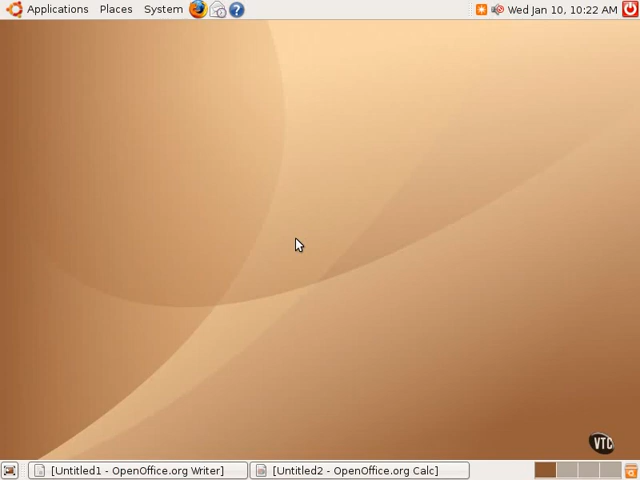 Applications Places System Wed Jan 10, 10:22 AM
VTC
[Untitled1 - OpenOffice.org Writer] [Untitled2 - OpenOffice.org Calc]